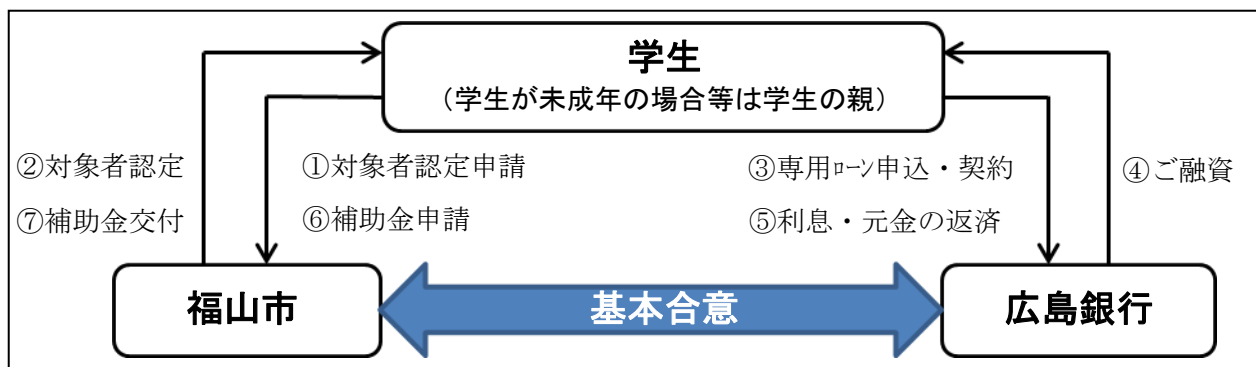 学生
(学生が未成年の場合等は学生の親)
②対象者認定
⑦補助金交付
①対象者認定申請
⑥補助金申請
③専用ﾛｰﾝ申込・契約
⑤利息・元金の返済
④ご融資
福山市
基本合意
広島銀行